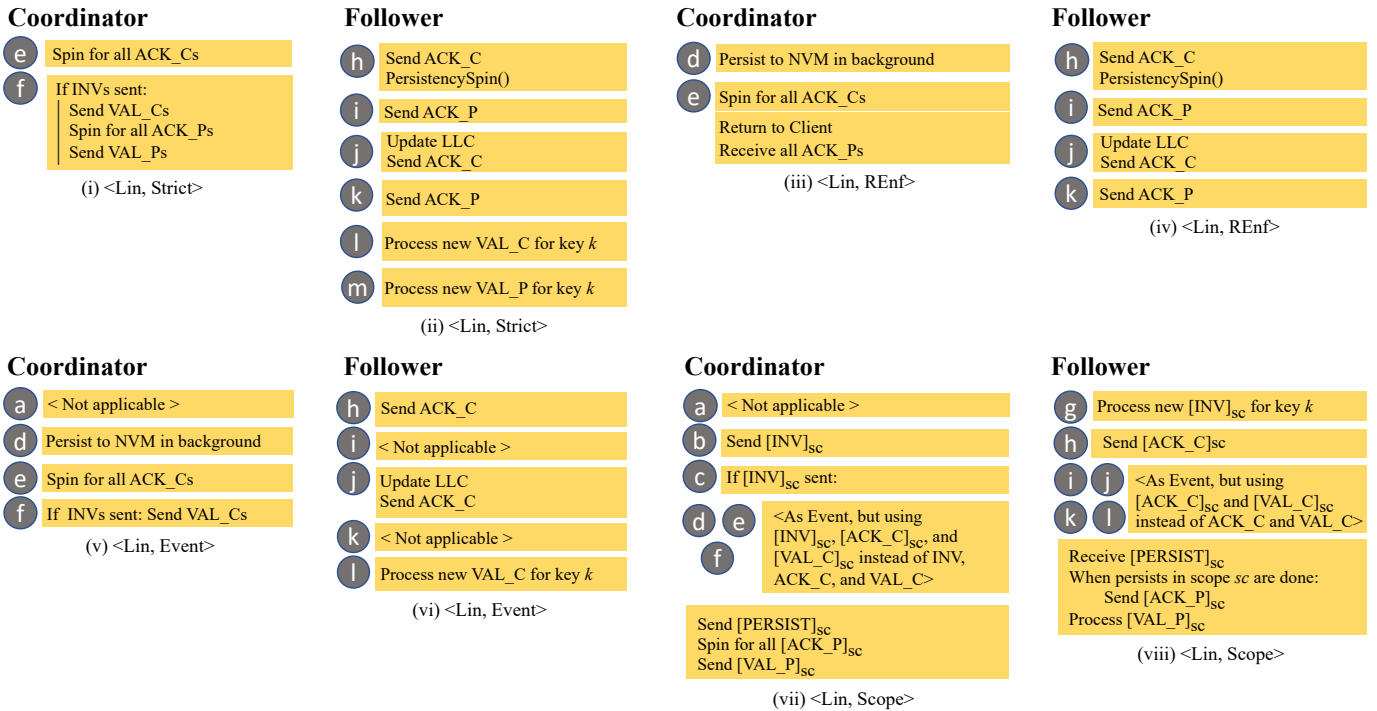 Coordinator
e
Spin for all ACK_Cs
f
If INVs sent:
Send VAL_Cs
Spin for all ACK_Ps
Send VAL_Ps
(i) <Lin, Strict>
Follower
h
Send ACK_C
PersistencySpin()
i
Send ACK_P
j
Update LLC
Send ACK_C
k
Send ACK_P
l
Process new VAL_C for key k
m
Process new VAL_P for key k
(ii) <Lin, Strict>
Coordinator
d
Persist to NVM in background
e
Spin for all ACK_Cs
Return to Client
Receive all ACK_Ps
(iii) <Lin, REnf>
Follower
h
Send ACK_C
PersistencySpin()
i
Send ACK_P
j
Update LLC
Send ACK_C
k
Send ACK_P
(iv) <Lin, REnf>
Coordinator
a
< Not applicable >
d
Persist to NVM in background
e
Spin for all ACK_Cs
f
If INVs sent: Send VAL_Cs
(v) <Lin, Event>
Follower
h
Send ACK_C
i
< Not applicable >
j
Update LLC
Send ACK_C
k
< Not applicable >
l
Process new VAL_C for key k
(vi) <Lin, Event>
Coordinator
a
< Not applicable >
b
Send [INV]sc
c
If [INV]sc sent:
d e
f
<As Event, but using
[INV]sc, [ACK_C]sc, and
[VAL_C]sc instead of INV,
ACK_C, and VAL_C>
Send [PERSIST]sc
Spin for all [ACK_P]sc
Send [VAL_P]sc
(vii) <Lin, Scope>
Follower
g
Process new [INV]sc for key k
h
Send [ACK_C]sc
i j
k l
<As Event, but using
[ACK_C]sc and [VAL_C]sc
instead of ACK_C and VAL_C>
Receive [PERSIST]sc
When persists in scope sc are done:
Send [ACK_P]sc
Process [VAL_P]sc
(viii) <Lin, Scope>